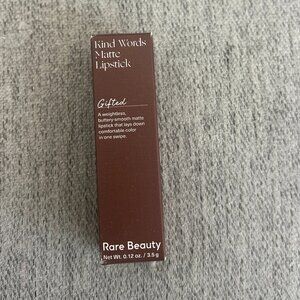 Kind Words
Matte
Lipstick
Gifted
A weightless,
buttery-smooth matte
lipstick that lays down
comfortable color
in one swipe.
Rare Beauty
Net Wt. 0.12 oz. / 3.5 g